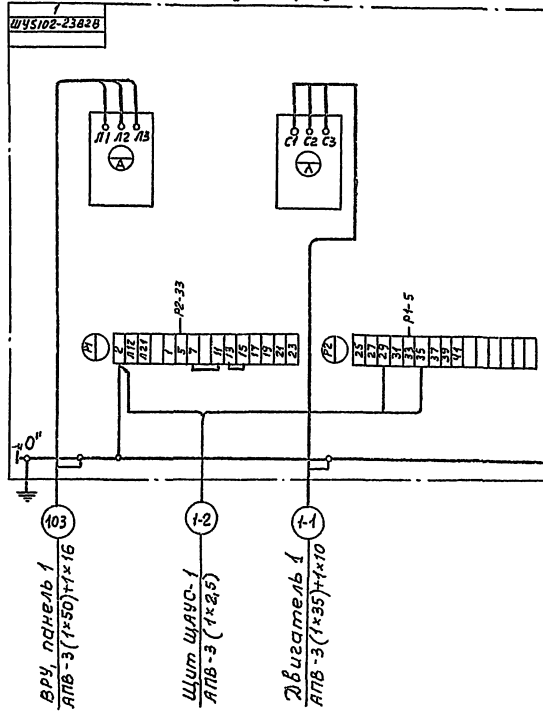 1
ШУ5102-23В2В
Л1 Л2 Л3
А
С1 С2 С3
А
Р2-33
Р1
2
Л12
Л21
1
5
7
11
13
15
17
19
21
23
Р1-5
Р2
25
27
29
31
33
35
37
39
41
"0"
103
1-2
1-1
ВРУ, панель 1
АПВ-3(1×50)+1×16
Щит ЩАУО-1
АПВ-3(1×2,5)
Двигатель 1
АПВ-3(1×35)+1×10